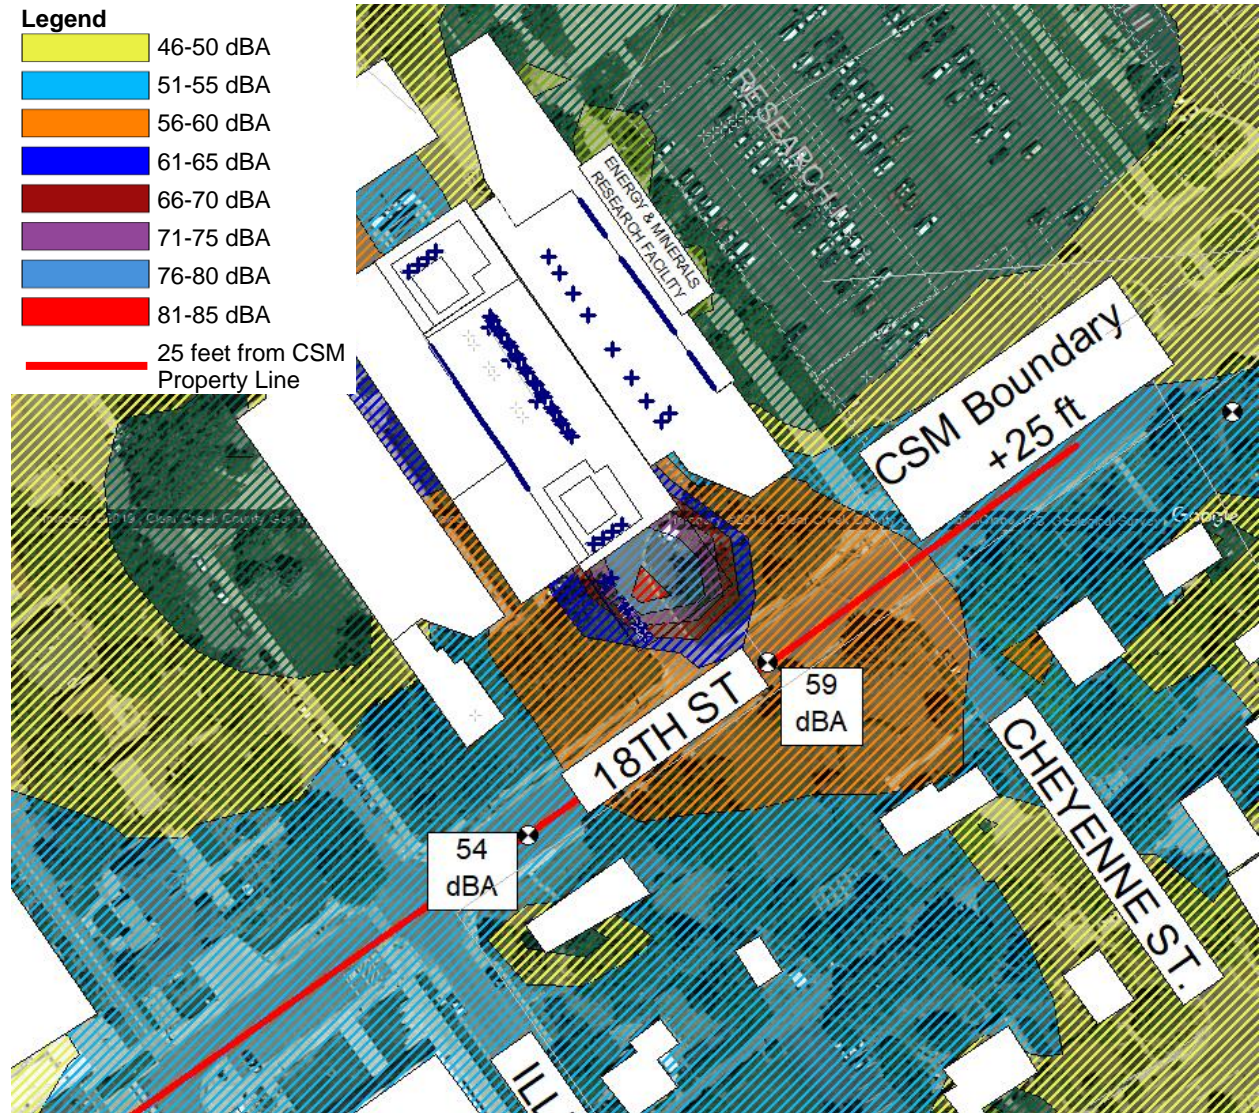 Legend
46-50 dBA
51-55 dBA
56-60 dBA
61-65 dBA
66-70 dBA
71-75 dBA
76-80 dBA
81-85 dBA
25 feet from CSM
Property Line
RESEARCH
ENERGY & MINERALS
RESEARCH FACILITY
CSM Boundary
+25 ft
Google
18TH ST
59
dBA
54
dBA
CHEYENNE ST.